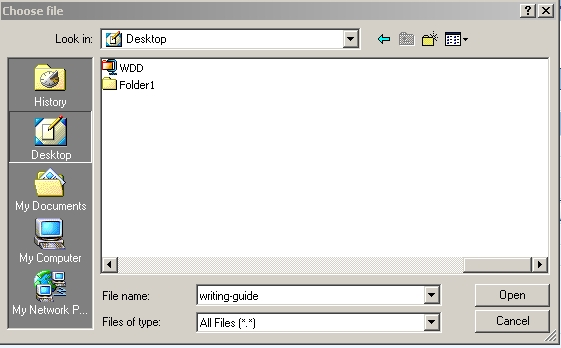 Choose file
Look in:
Desktop
History
Desktop
My Documents
My Computer
My Network P...
WDD
Folder1
File name:
writing-guide
Open
Files of type:
All Files (*.*)
Cancel